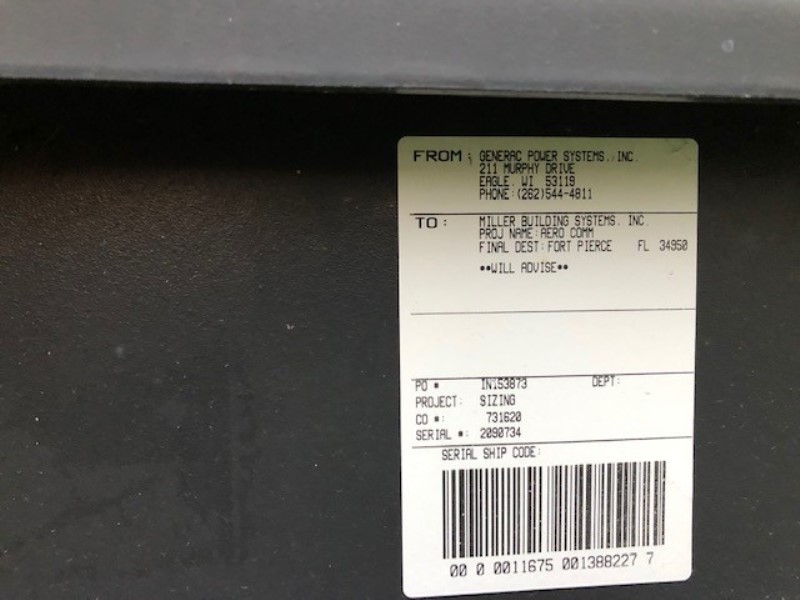 FROM: GENERAC POWER SYSTEMS, INC.
211 MURPHY DRIVE
EAGLE, WI 53119
PHONE:(262)544-4811
TO: MILLER BUILDING SYSTEMS, INC.
PROJ NAME:AERO COMM
FINAL DEST:FORT PIERCE FL 34950
**WILL ADVISE**
PO #: IN153873 DEPT:
PROJECT: SIZING
CO #: 731620
SERIAL #: 2090734
SERIAL SHIP CODE:
00 0 0011675 001388227 7